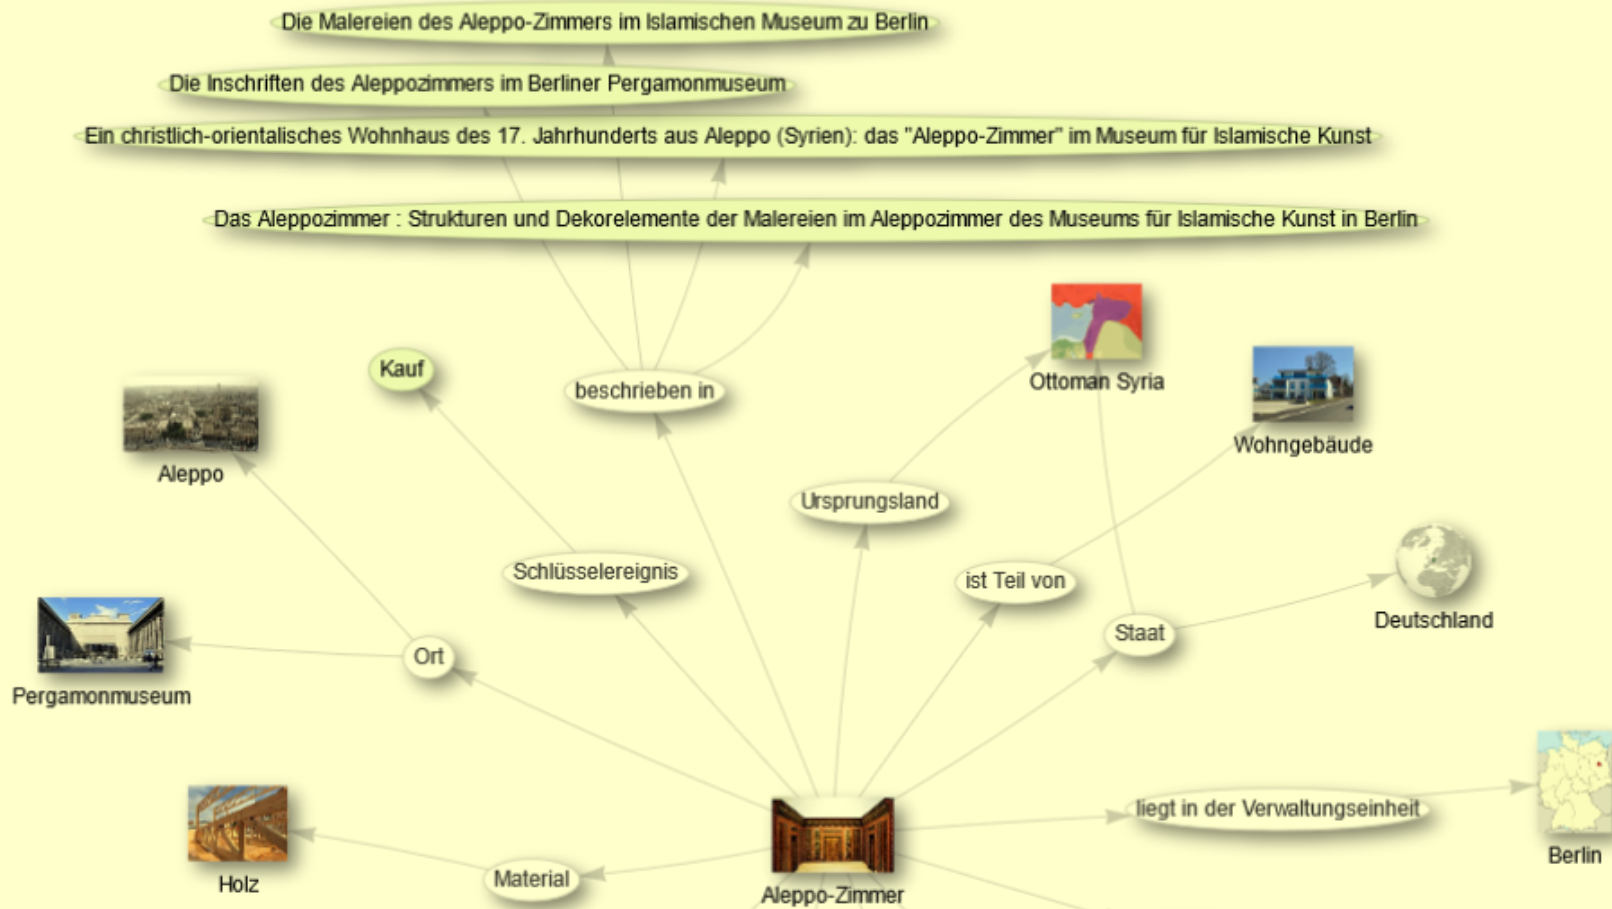 Die Malereien des Aleppo-Zimmers im Islamischen Museum zu Berlin
Die Inschriften des Aleppozimmers im Berliner Pergamonmuseum
Ein christlich-orientalisches Wohnhaus des 17. Jahrhunderts aus Aleppo (Syrien): das "Aleppo-Zimmer" im Museum für Islamische Kunst
Das Aleppozimmer : Strukturen und Dekorelemente der Malereien im Aleppozimmer des Museums für Islamische Kunst in Berlin
Kauf
beschrieben in
Ottoman Syria
Wohngebäude
Aleppo
Ursprungsland
Schlüsselereignis
ist Teil von
Deutschland
Staat
Ort
Pergamonmuseum
liegt in der Verwaltungseinheit
Berlin
Holz
Material
Aleppo-Zimmer